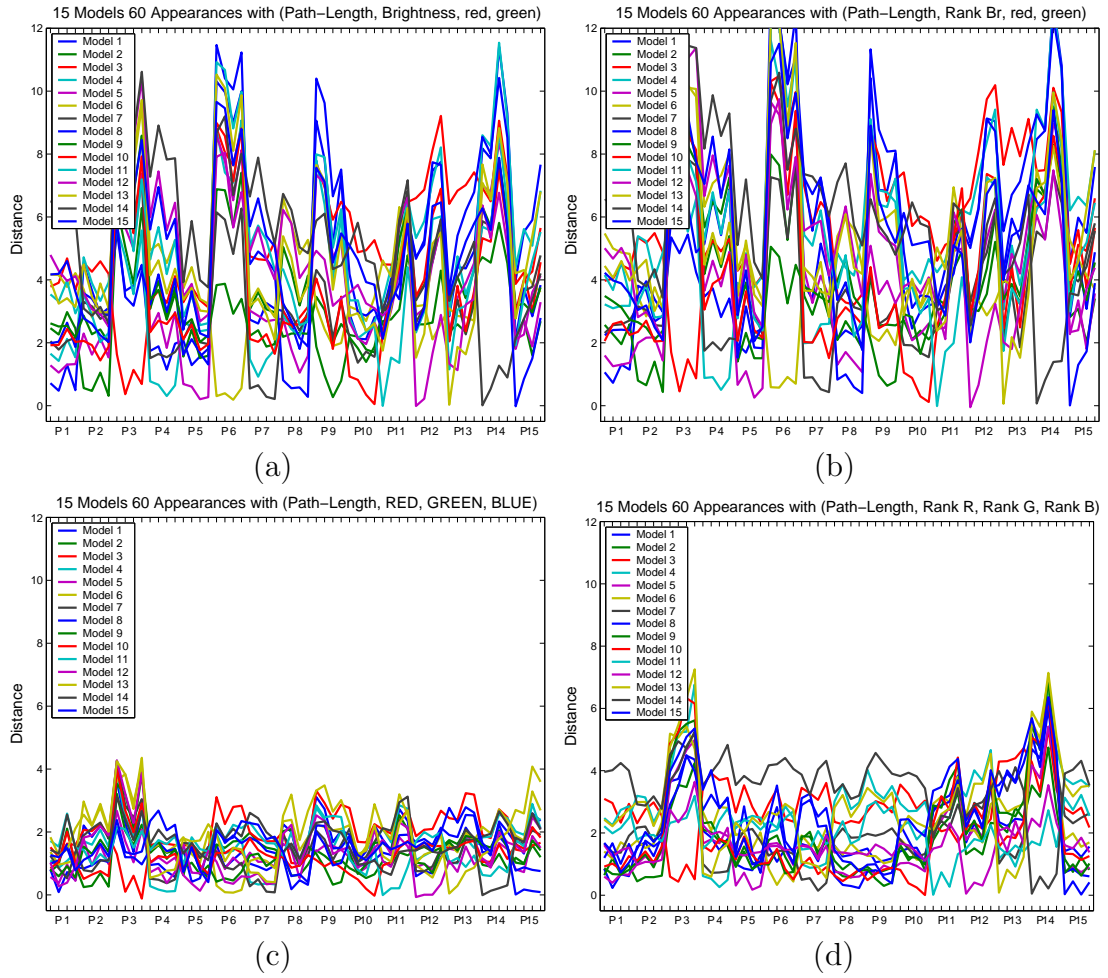 15 Models 60 Appearances with (Path-Length, Brightness, red, green)
12
10
8
6
4
2
0
Distance
Model 1
Model 2
Model 3
Model 4
Model 5
Model 6
Model 7
Model 8
Model 9
Model 10
Model 11
Model 12
Model 13
Model 14
Model 15
P1 P2 P3 P4 P5 P6 P7 P8 P9 P10 P11 P12 P13 P14 P15
(a)
15 Models 60 Appearances with (Path-Length, Rank Br, red, green)
12
10
8
6
4
2
0
Distance
Model 1
Model 2
Model 3
Model 4
Model 5
Model 6
Model 7
Model 8
Model 9
Model 10
Model 11
Model 12
Model 13
Model 14
Model 15
P1 P2 P3 P4 P5 P6 P7 P8 P9 P10 P11 P12 P13 P14 P15
(b)
15 Models 60 Appearances with (Path-Length, RED, GREEN, BLUE)
12
10
8
6
4
2
0
Distance
Model 1
Model 2
Model 3
Model 4
Model 5
Model 6
Model 7
Model 8
Model 9
Model 10
Model 11
Model 12
Model 13
Model 14
Model 15
P1 P2 P3 P4 P5 P6 P7 P8 P9 P10 P11 P12 P13 P14 P15
(c)
15 Models 60 Appearances with (Path-Length, Rank R, Rank G, Rank B)
12
10
8
6
4
2
0
Distance
Model 1
Model 2
Model 3
Model 4
Model 5
Model 6
Model 7
Model 8
Model 9
Model 10
Model 11
Model 12
Model 13
Model 14
Model 15
P1 P2 P3 P4 P5 P6 P7 P8 P9 P10 P11 P12 P13 P14 P15
(d)